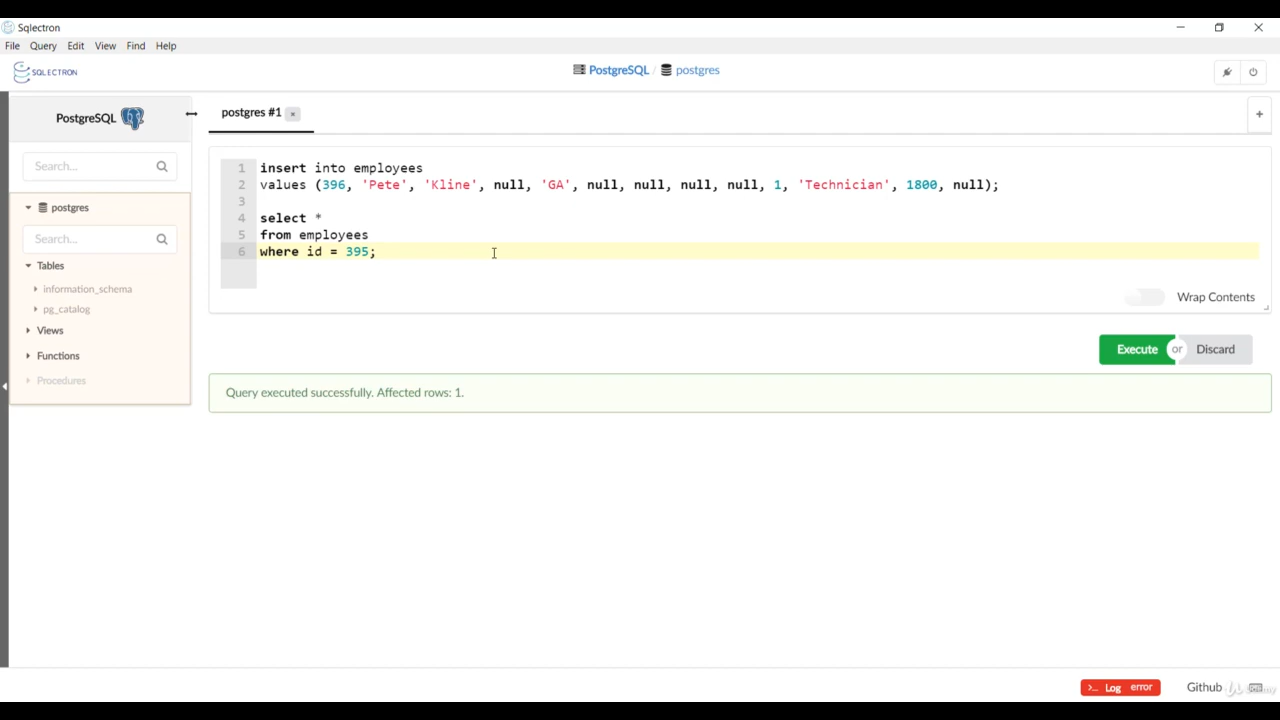 Sqlectron
File Query Edit View Find Help
SQLECTRON
PostgreSQL / postgres
PostgreSQL
postgres #1 ×
+
Search...
postgres
Search...
Tables
information_schema
pg_catalog
Views
Functions
Procedures
1 insert into employees
2 values (396, 'Pete', 'Kline', null, 'GA', null, null, null, null, 1, 'Technician', 1800, null);
3
4 select *
5 from employees
6 where id = 395;
Wrap Contents
Execute or Discard
Query executed successfully. Affected rows: 1.
>_ Log error
Github
Udemy